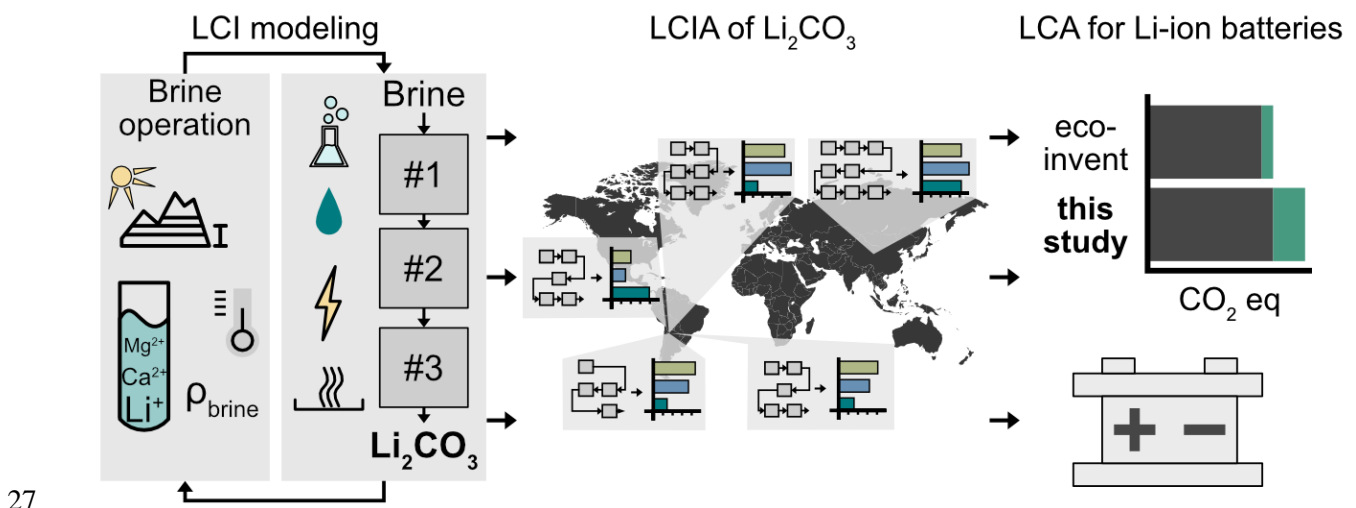 LCI modeling
LCIA of Li₂CO₃
LCA for Li-ion batteries
Brine
operation
Mg²⁺
Ca²⁺
Li⁺
ρbrine
Brine
#1
#2
#3
Li₂CO₃
eco-
invent
this
study
CO₂ eq
27